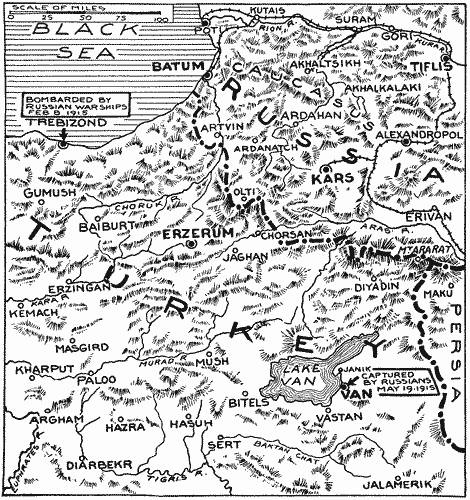 SCALE OF MILES
0 25 50 75 100
BLACK
SEA
KUTAIS
POTI
RION R.
SURAM
GORI
KURA R.
TIFLIS
BATUM
AKHALTSIKH
CAUCASUS
AKHALKALAKI
RUSSIA
BOMBARDED BY
RUSSIAN WARSHIPS
FEB 8 1915
TREBIZOND
ARTVIN
ARDAHAN
ARDANATCH
ALEXANDROPOL
KARS
OLTI
GUMUSH
CHORUK R.
BAIBURT
ERZERUM
CHORSAN
ERIVAN
ARAS R.
MT ARARAT
JAGHAN
TURKEY
ERZINGAN
KARA R.
KEMACH
DIYADIN
MAKU
PERSIA
MASGIRD
MURAD R.
MUSH
KHARPUT
PALOO
LAKE
VAN
JANIK
CAPTURED
BY RUSSIANS
MAY 19, 1915
VAN
BITELS
VASTAN
ARGHAM
HAZRA
HASUH
SERT
BAKTAN CHAI
DIARBEKR
TIGRIS R.
EUPHRATES R.
JALAMERIK